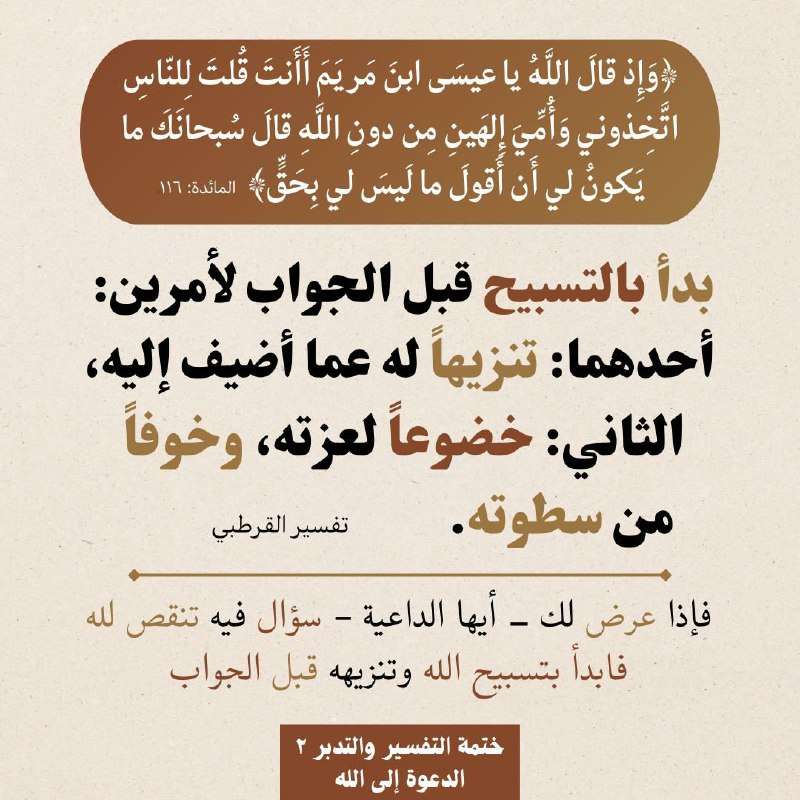 ﴿وَإِذ قالَ اللَّهُ يا عيسَى ابنَ مَريَمَ أَأَنتَ قُلتَ لِلنّاسِ
اتَّخِذوني وَأُمِّيَ إِلهَينِ مِن دونِ اللَّهِ قالَ سُبحانَكَ ما
يَكونُ لي أَن أَقولَ ما لَيسَ لي بِحَقٍّ﴾ المائدة: ١١٦
بدأ بالتسبيح قبل الجواب لأمرين:
أحدهما: تنزيهاً له عما أضيف إليه،
الثاني: خضوعاً لعزته، وخوفاً
من سطوته. تفسير القرطبي
فإذا عرض لك – أيها الداعية – سؤال فيه تنقص لله
فابدأ بتسبيح الله وتنزيهه قبل الجواب
ختمة التفسير والتدبر ٢
الدعوة إلى الله